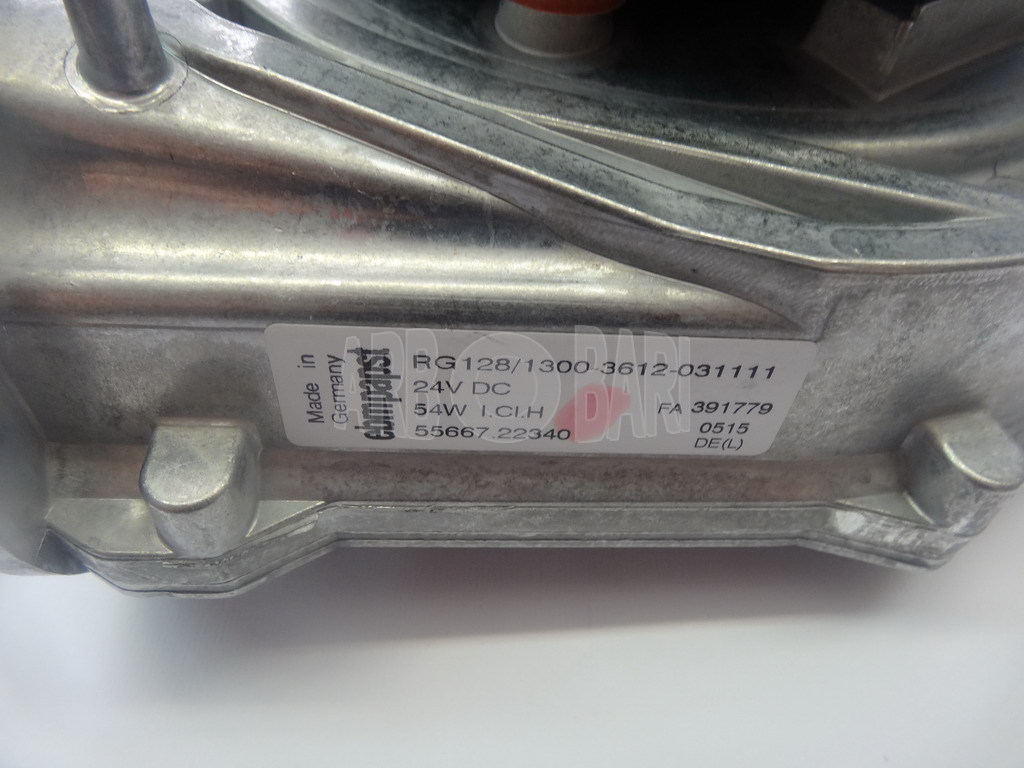 Made in
Germany
ebmpapst
RG128/1300-3612-031111
24V DC
54W I.Cl.H
55667.22340
FA 391779
0515
DE(L)
BARI